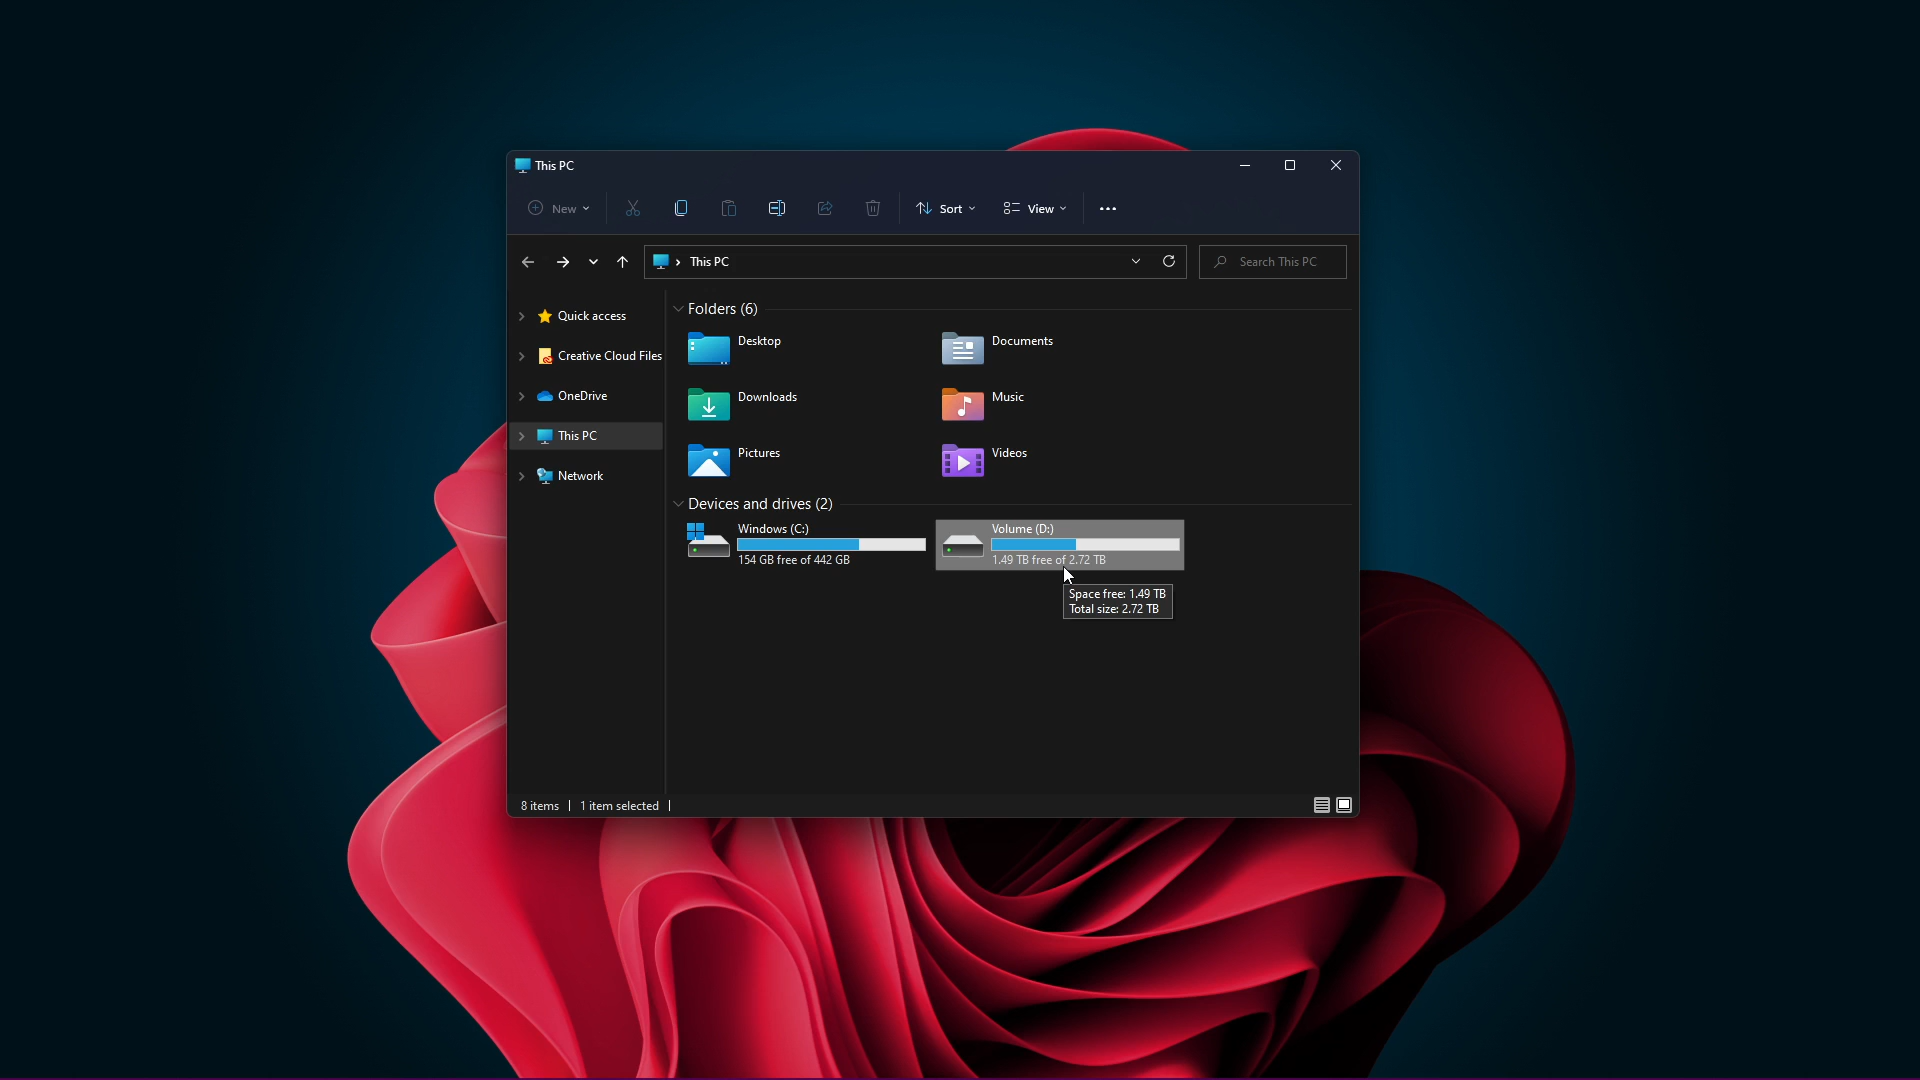 This PC
New
Sort
View
This PC
Search This PC
Quick access
Creative Cloud Files
OneDrive
This PC
Network
Folders (6)
Desktop
Documents
Downloads
Music
Pictures
Videos
Devices and drives (2)
Windows (C:)
154 GB free of 442 GB
Volume (D:)
1.49 TB free of 2.72 TB
Space free: 1.49 TB
Total size: 2.72 TB
8 items
1 item selected